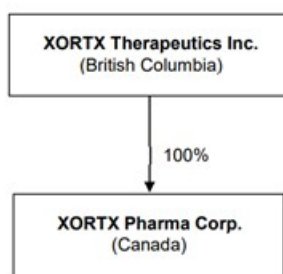 XORTX Therapeutics Inc.
(British Columbia)
100%
XORTX Pharma Corp.
(Canada)